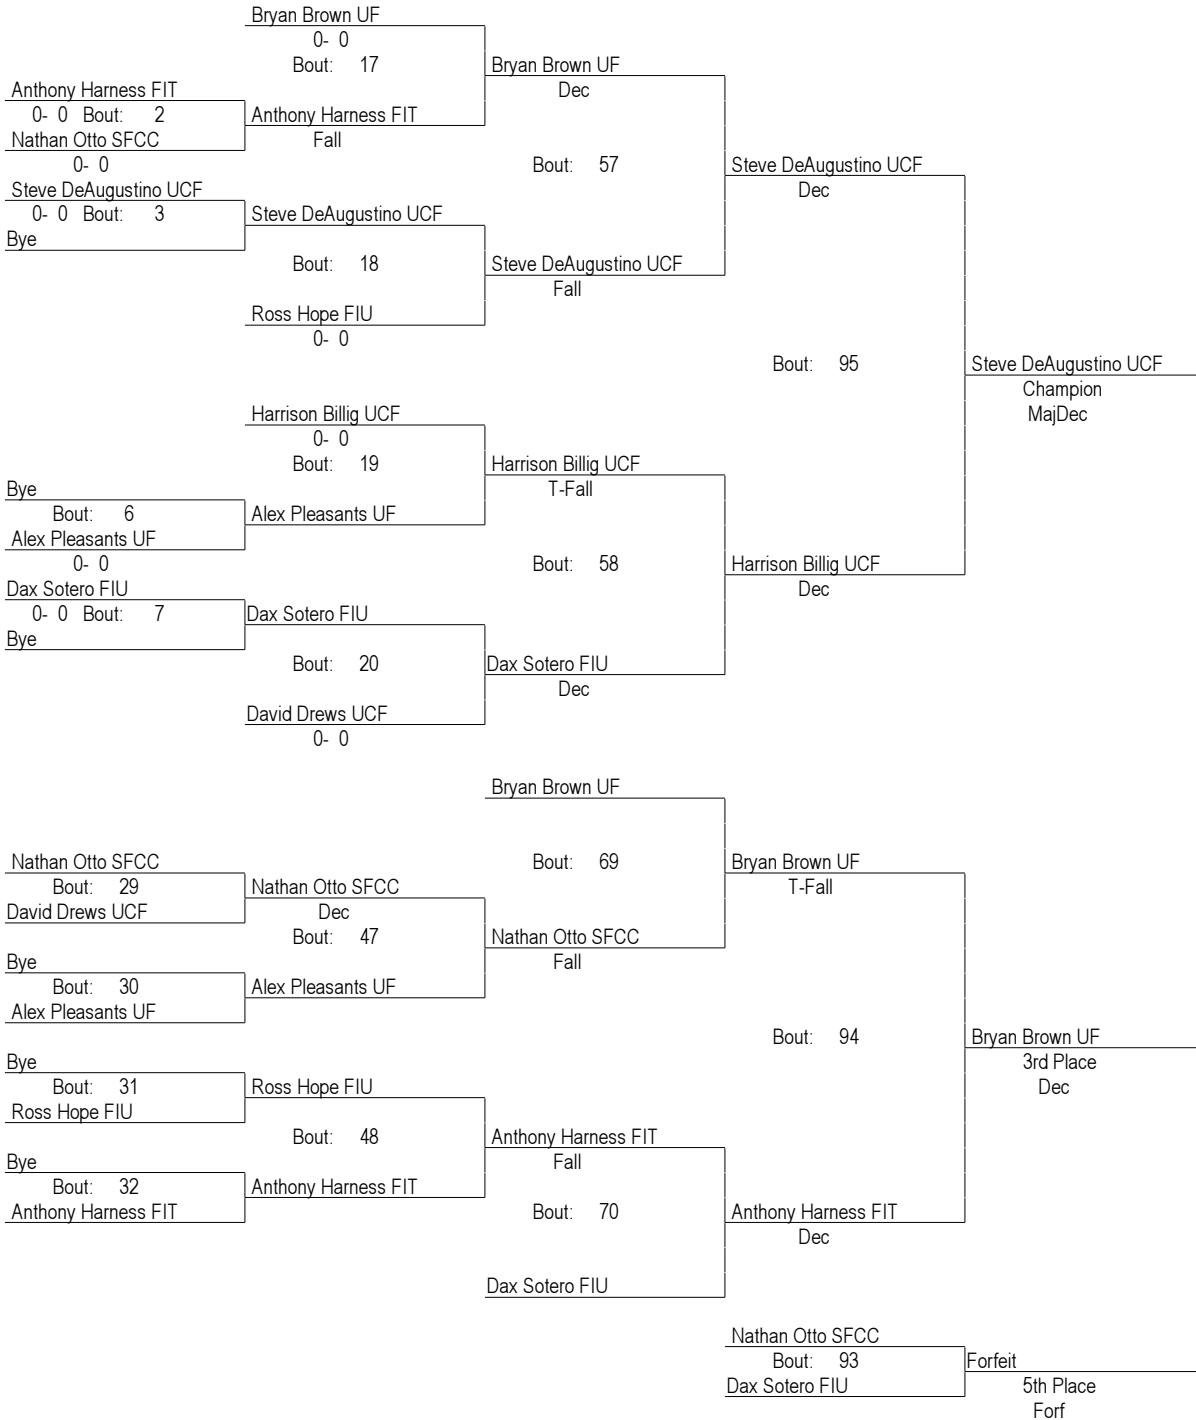 Bryan Brown UF
0- 0
Bout: 17
Bryan Brown UF
Dec
Anthony Harness FIT
0- 0 Bout: 2
Anthony Harness FIT
Fall
Nathan Otto SFCC
0- 0
Bout: 57
Steve DeAugustino UCF
Dec
Steve DeAugustino UCF
0- 0 Bout: 3
Steve DeAugustino UCF
Bye
Bout: 18
Steve DeAugustino UCF
Fall
Ross Hope FIU
0- 0
Bout: 95
Steve DeAugustino UCF
Champion
MajDec
Harrison Billig UCF
0- 0
Bout: 19
Harrison Billig UCF
T-Fall
Bye
Bout: 6
Alex Pleasants UF
Alex Pleasants UF
0- 0
Bout: 58
Harrison Billig UCF
Dec
Dax Sotero FIU
0- 0 Bout: 7
Dax Sotero FIU
Bye
Bout: 20
Dax Sotero FIU
Dec
David Drews UCF
0- 0
Bryan Brown UF
Nathan Otto SFCC
Bout: 69
Bryan Brown UF
T-Fall
Bout: 29
Nathan Otto SFCC
Dec
David Drews UCF
Bout: 47
Nathan Otto SFCC
Fall
Bye
Bout: 30
Alex Pleasants UF
Alex Pleasants UF
Bout: 94
Bryan Brown UF
3rd Place
Dec
Bye
Bout: 31
Ross Hope FIU
Ross Hope FIU
Bout: 48
Anthony Harness FIT
Fall
Bye
Bout: 32
Anthony Harness FIT
Anthony Harness FIT
Bout: 70
Anthony Harness FIT
Dec
Dax Sotero FIU
Nathan Otto SFCC
Bout: 93
Forfeit
Dax Sotero FIU
5th Place
Forf